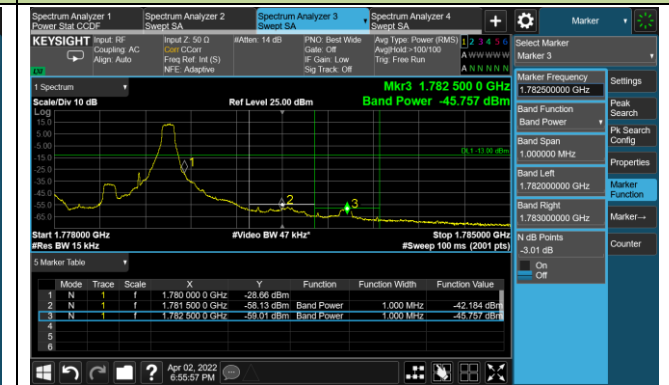 Spectrum Analyzer 1
Power Stat CCDF
Spectrum Analyzer 2
Swept SA
Spectrum Analyzer 3
Swept SA
Spectrum Analyzer 4
Swept SA
+
Marker
KEYSIGHT
Input: RF
Coupling: AC
Align: Auto
Input Z: 50 Ω
Corr CCorr
Freq Ref: Int (S)
NFE: Adaptive
#Atten: 14 dB
PNO: Best Wide
Gate: Off
IF Gain: Low
Sig Track: Off
Avg Type: Power (RMS)
Avg|Hold:>100/100
Trig: Free Run
1 2 3 4 5 6
A W W W W W
A N N N N N
1 Spectrum
Scale/Div 10 dB
Log
Ref Level 25.00 dBm
Mkr3 1.782 500 0 GHz
Band Power -45.757 dBm
15.0
5.00
-5.00
-15.0
-25.0
-35.0
-45.0
-55.0
-65.0
DL1 -13.00 dBm
1
2
3
Start 1.778000 GHz
#Res BW 15 kHz
#Video BW 47 kHz*
Stop 1.785000 GHz
#Sweep 100 ms (2001 pts)
5 Marker Table
Mode Trace Scale X Y Function Function Width Function Value
1 N 1 f 1.780 000 0 GHz -28.66 dBm
2 N 1 f 1.781 500 0 GHz -58.13 dBm Band Power 1.000 MHz -42.184 dBm
3 N 1 f 1.782 500 0 GHz -59.01 dBm Band Power 1.000 MHz -45.757 dBm
4
5
6
Select Marker
Marker 3
Marker Frequency
1.782500000 GHz
Band Function
Band Power
Band Span
1.000000 MHz
Band Left
1.782000000 GHz
Band Right
1.783000000 GHz
N dB Points
-3.01 dB
On
Off
Settings
Peak
Search
Pk Search
Config
Properties
Marker
Function
Marker→
Counter
?
Apr 02, 2022
6:55:57 PM